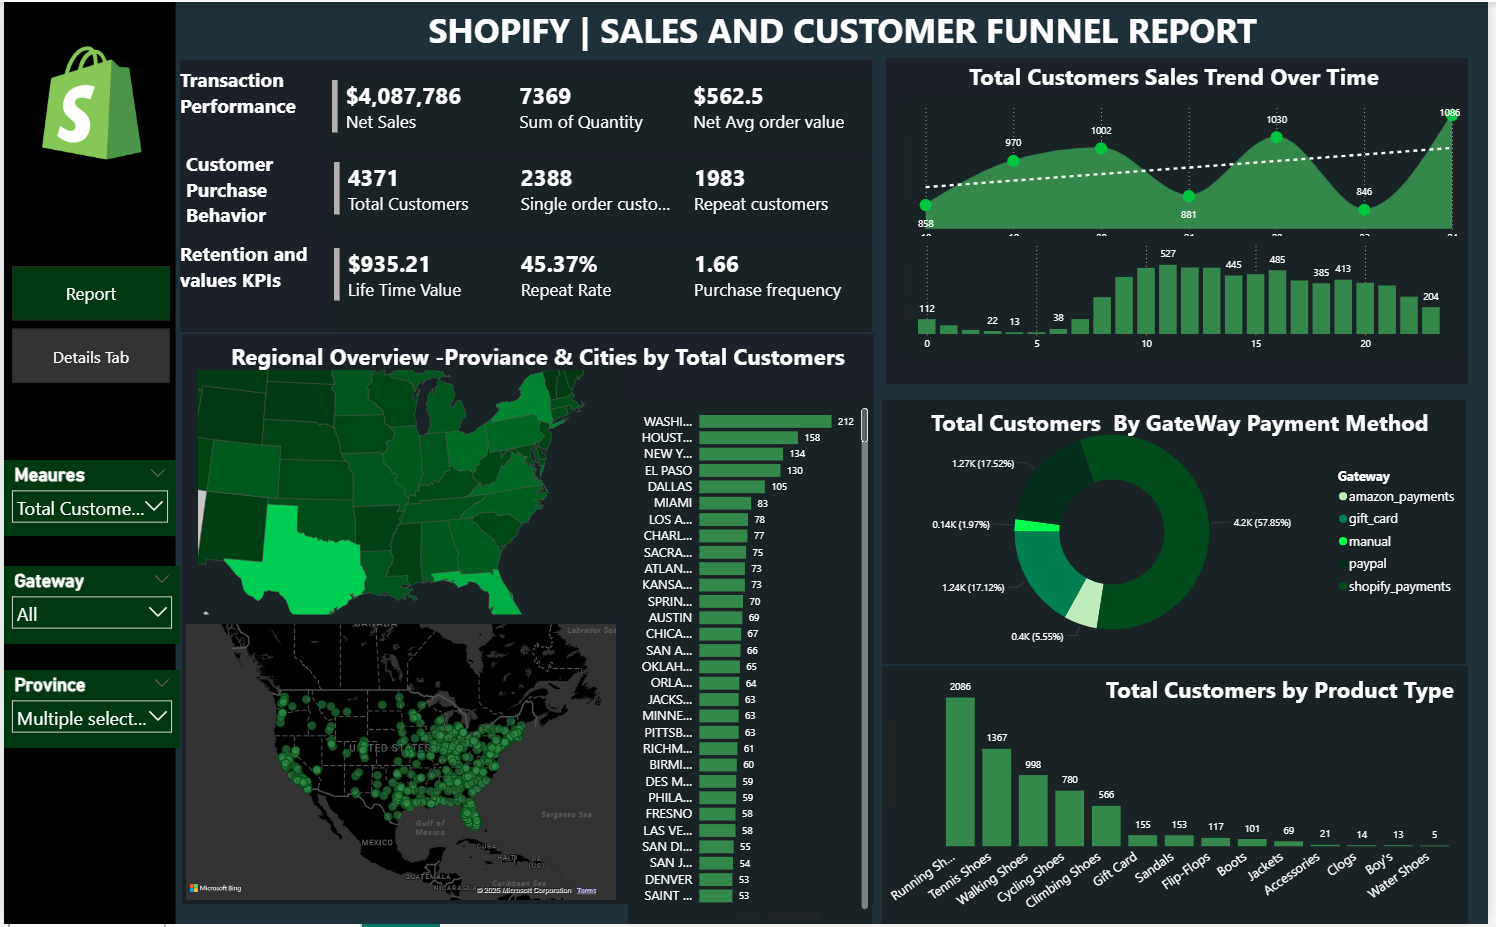 SHOPIFY | SALES AND CUSTOMER FUNNEL REPORT
S
Report
Details Tab
Meaures
Total Custome...
Gateway
All
Province
Multiple select...
Transaction
Performance
$4,087,786
Net Sales
7369
Sum of Quantity
$562.5
Net Avg order value
Customer
Purchase
Behavior
4371
Total Customers
2388
Single order custo...
1983
Repeat customers
Retention and
values KPIs
$935.21
Life Time Value
45.37%
Repeat Rate
1.66
Purchase frequency
Total Customers Sales Trend Over Time
858
970
1002
881
1030
846
1086
112
22
13
38
527
445
485
385
413
204
0
5
10
15
20
Regional Overview -Proviance & Cities by Total Customers
WASHI... 212
HOUST... 158
NEW Y... 134
EL PASO 130
DALLAS 105
MIAMI 83
LOS A... 78
CHARL... 77
SACRA... 75
ATLAN... 73
KANSA... 73
SPRIN... 70
AUSTIN 69
CHICA... 67
SAN A... 66
OKLAH... 65
ORLA... 64
JACKS... 63
MINNE... 63
PITTSB... 63
RICHM... 61
BIRMI... 60
DES M... 59
PHILA... 59
FRESNO 58
LAS VE... 58
SAN DI... 55
SAN J... 54
DENVER 53
SAINT ... 53
CANADA
Labrador Sea
UNITED STATES
Gulf of
Mexico
Sargasso Sea
MEXICO
CUBA
HAITI
PR
(US)
GUATEMALA
Caribbean Sea
NICARAGUA
Microsoft Bing
© 2025 Microsoft Corporation Terms
Total Customers By GateWay Payment Method
1.27K (17.52%)
0.14K (1.97%)
1.24K (17.12%)
0.4K (5.55%)
4.2K (57.85%)
Gateway
amazon_payments
gift_card
manual
paypal
shopify_payments
Total Customers by Product Type
2086
1367
998
780
566
155
153
117
101
69
21
14
13
5
Running Sh...
Tennis Shoes
Walking Shoes
Cycling Shoes
Climbing Shoes
Gift Card
Sandals
Flip-Flops
Boots
Jackets
Accessories
Clogs
Boy's
Water Shoes